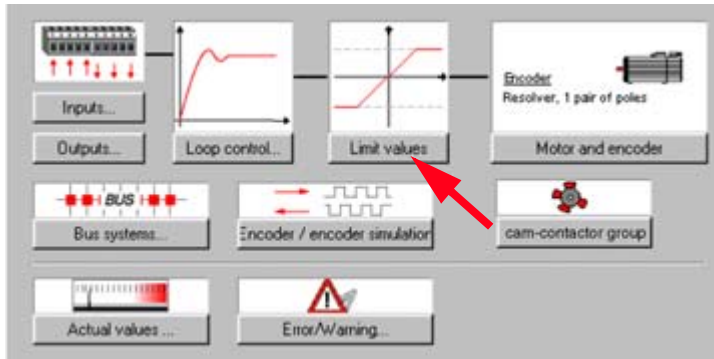 Encoder
Resolver, 1 pair of poles
Inputs...
Outputs...
Loop control...
Limit values
Motor and encoder
BUS
Bus systems...
Encoder / encoder simulation
cam-contactor group
Actual values ...
Error/Warning...